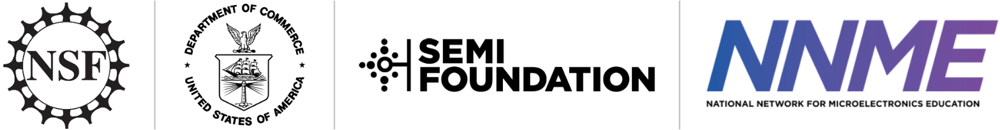 NSF
DEPARTMENT OF COMMERCE
UNITED STATES OF AMERICA
SEMI
FOUNDATION
NNME
NATIONAL NETWORK FOR MICROELECTRONICS EDUCATION